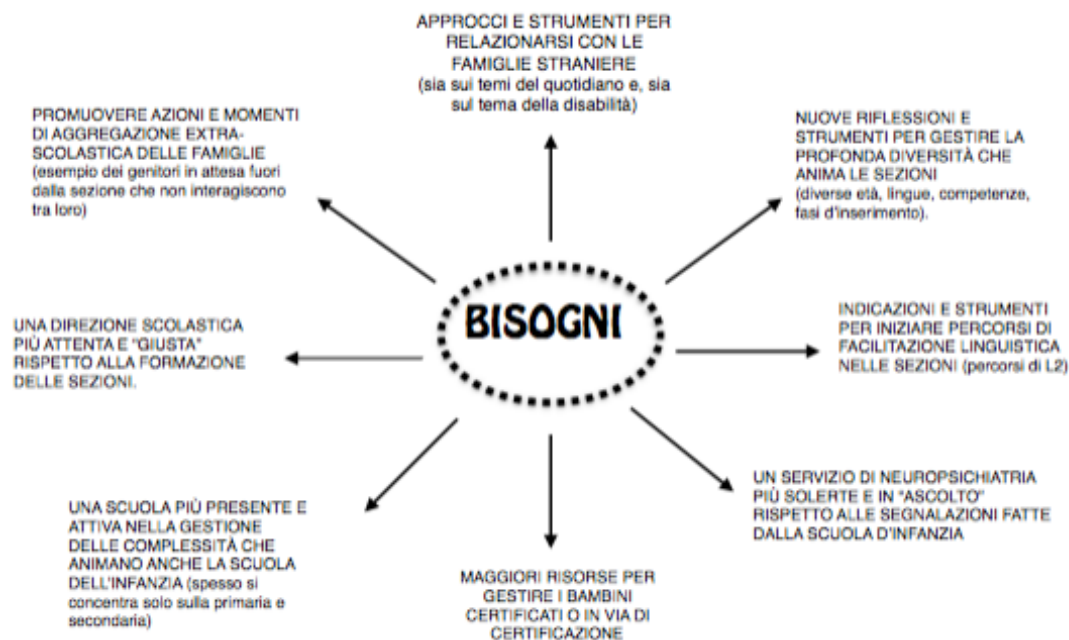 APPROCCI E STRUMENTI PER
RELAZIONARSI CON LE
FAMIGLIE STRANIERE
(sia sui temi del quotidiano e, sia
sul tema della disabilità)
PROMUOVERE AZIONI E MOMENTI
DI AGGREGAZIONE EXTRA-
SCOLASTICA DELLE FAMIGLIE
(esempio dei genitori in attesa fuori
dalla sezione che non interagiscono
tra loro)
NUOVE RIFLESSIONI E
STRUMENTI PER GESTIRE LA
PROFONDA DIVERSITÀ CHE
ANIMA LE SEZIONI
(diverse età, lingue, competenze,
fasi d'inserimento).
BISOGNI
UNA DIREZIONE SCOLASTICA
PIÙ ATTENTA E "GIUSTA"
RISPETTO ALLA FORMAZIONE
DELLE SEZIONI.
INDICAZIONI E STRUMENTI
PER INIZIARE PERCORSI DI
FACILITAZIONE LINGUISTICA
NELLE SEZIONI (percorsi di L2)
UNA SCUOLA PIÙ PRESENTE E
ATTIVA NELLA GESTIONE
DELLE COMPLESSITÀ CHE
ANIMANO ANCHE LA SCUOLA
DELL'INFANZIA (spesso si
concentra solo sulla primaria e
secondaria)
MAGGIORI RISORSE PER
GESTIRE I BAMBINI
CERTIFICATI O IN VIA DI
CERTIFICAZIONE
UN SERVIZIO DI NEUROPSICHIATRIA
PIÙ SOLERTE E IN "ASCOLTO"
RISPETTO ALLE SEGNALAZIONI FATTE
DALLA SCUOLA D'INFANZIA